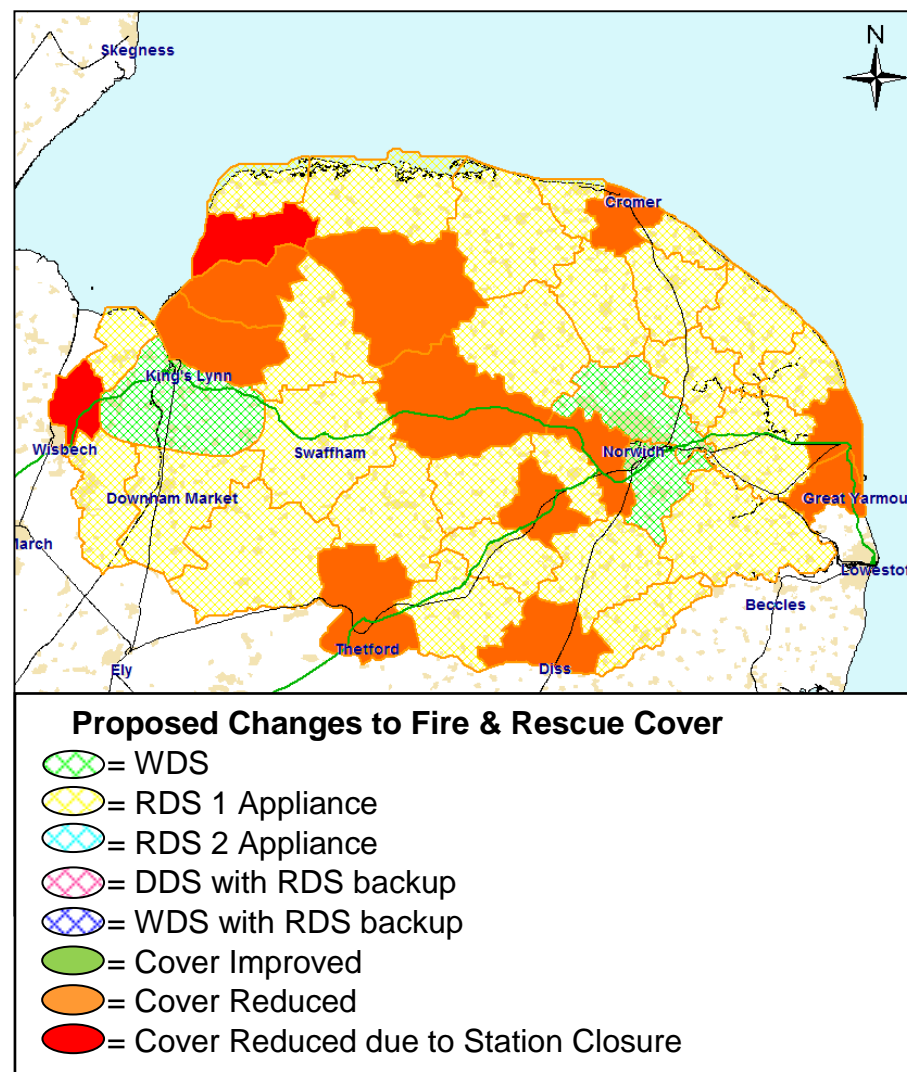 Skegness
N
Cromer
King's Lynn
Wisbech
Swaffham
Norwich
Downham Market
Great Yarmou
March
Lowestof
Beccles
Thetford
Ely
Diss
Proposed Changes to Fire & Rescue Cover
= WDS
= RDS 1 Appliance
= RDS 2 Appliance
= DDS with RDS backup
= WDS with RDS backup
= Cover Improved
= Cover Reduced
= Cover Reduced due to Station Closure